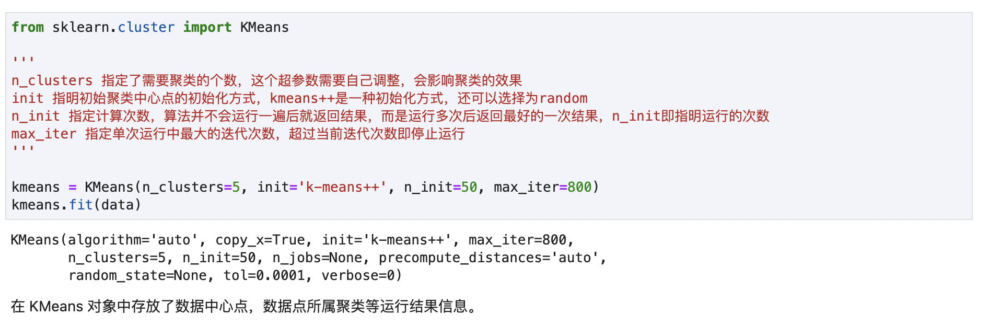 from sklearn.cluster import KMeans
'''
n_clusters 指定了需要聚类的个数，这个超参数需要自己调整，会影响聚类的效果
init 指明初始聚类中心点的初始化方式，kmeans++是一种初始化方式，还可以选择为random
n_init 指定计算次数，算法并不会运行一遍后就返回结果，而是运行多次后返回最好的一次结果，n_init即指明运行的次数
max_iter 指定单次运行中最大的迭代次数，超过当前迭代次数即停止运行
'''
kmeans = KMeans(n_clusters=5, init='k-means++', n_init=50, max_iter=800)
kmeans.fit(data)
KMeans(algorithm='auto', copy_x=True, init='k-means++', max_iter=800,
n_clusters=5, n_init=50, n_jobs=None, precompute_distances='auto',
random_state=None, tol=0.0001, verbose=0)
在 KMeans 对象中存放了数据中心点，数据点所属聚类等运行结果信息。